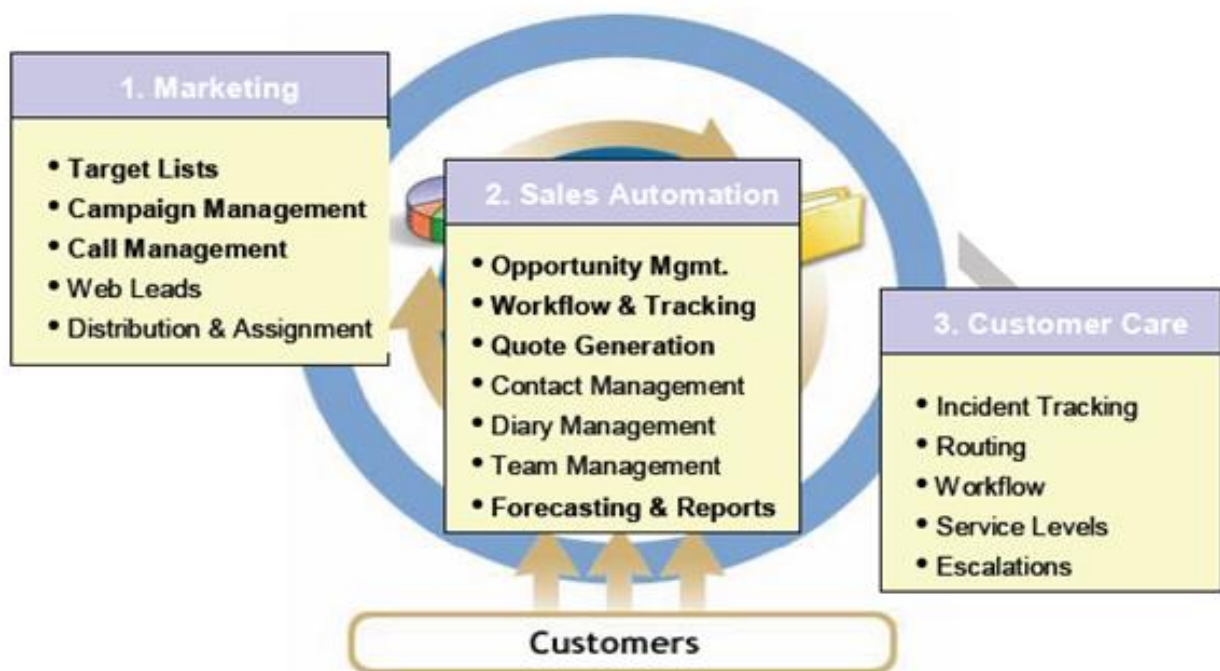 1. Marketing
• Target Lists
• Campaign Management
• Call Management
• Web Leads
• Distribution & Assignment
2. Sales Automation
• Opportunity Mgmt.
• Workflow & Tracking
• Quote Generation
• Contact Management
• Diary Management
• Team Management
• Forecasting & Reports
3. Customer Care
• Incident Tracking
• Routing
• Workflow
• Service Levels
• Escalations
Customers